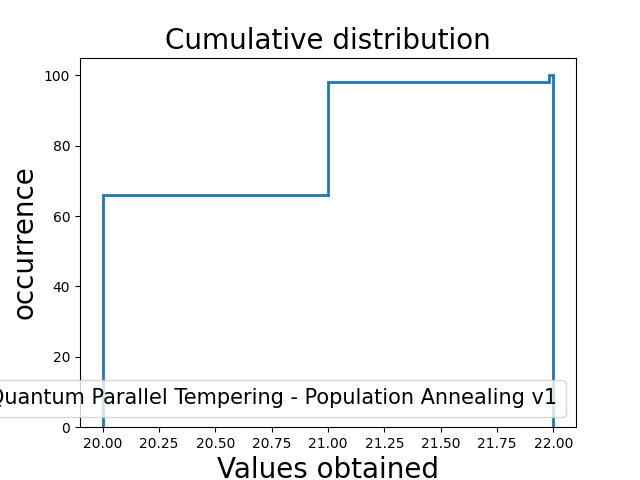 Cumulative distribution
occurrence
100
80
60
40
20
0
Quantum Parallel Tempering - Population Annealing v1
20.00 20.25 20.50 20.75 21.00 21.25 21.50 21.75 22.00
Values obtained